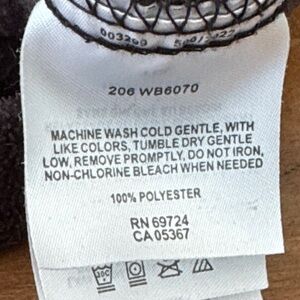 206 WB6070
MACHINE WASH COLD GENTLE, WITH
LIKE COLORS, TUMBLE DRY GENTLE
LOW, REMOVE PROMPTLY, DO NOT IRON,
NON-CHLORINE BLEACH WHEN NEEDED
100% POLYESTER
RN 69724
CA 05367